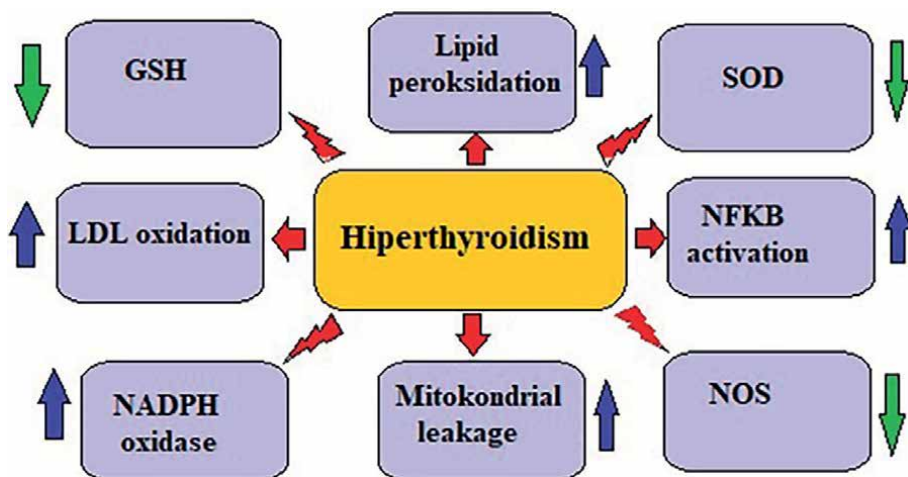 GSH
Lipid
peroksidation
SOD
LDL oxidation
Hiperthyroidism
NFKB
activation
NADPH
oxidase
Mitokondrial
leakage
NOS